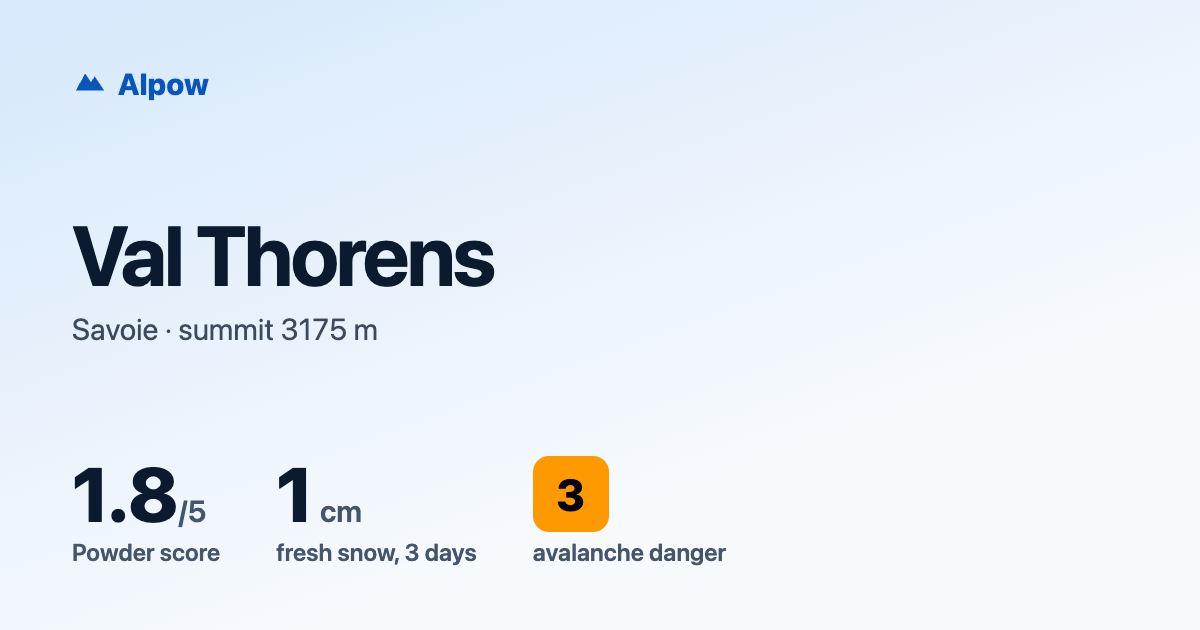 Alpow
Val Thorens
Savoie · summit 3175 m
1.8/5
Powder score
1 cm
fresh snow, 3 days
3
avalanche danger